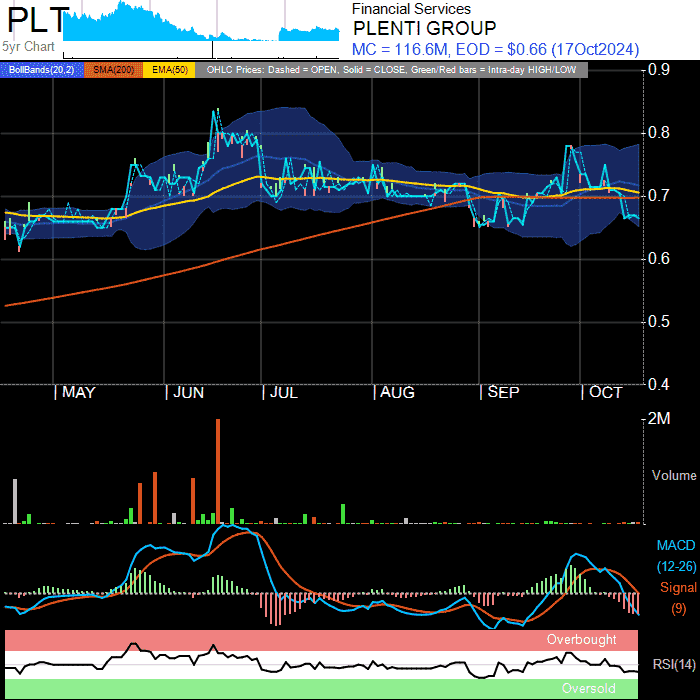 PLT
5yr Chart
Financial Services
PLENTI GROUP
MC = 116.6M, EOD = $0.66 (17Oct2024)
BollBands(20,2) SMA(200) EMA(50) OHLC Prices: Dashed = OPEN, Solid = CLOSE, Green/Red bars = Intra-day HIGH/LOW
0.9
0.8
0.7
0.6
0.5
0.4
MAY JUN JUL AUG SEP OCT
2M
Volume
MACD
(12-26)
Signal
(9)
Overbought
RSI(14)
Oversold